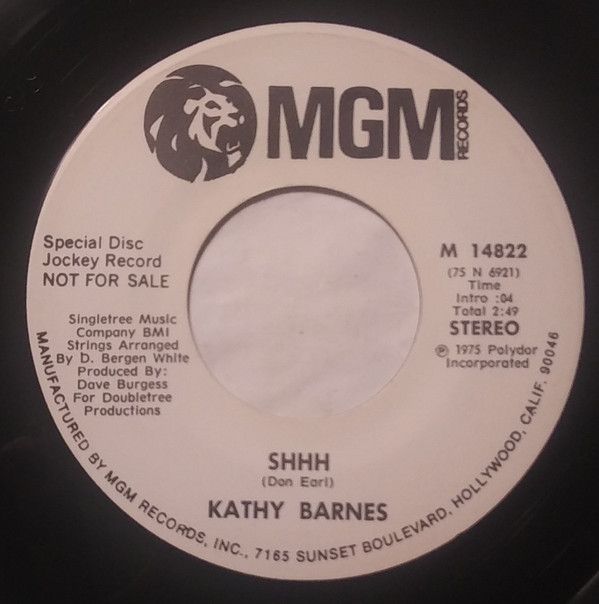 MGM
RECORDS
Special Disc
Jockey Record
NOT FOR SALE
Singletree Music
Company BMI
Strings Arranged
By D. Bergen White
Produced By:
Dave Burgess
For Doubletree
Productions
M 14822
(75 N 6921)
Time
Intro :04
Total 2:49
STEREO
℗ 1975 Polydor
Incorporated
SHHH
(Don Earl)
KATHY BARNES
MANUFACTURED BY MGM RECORDS, INC., 7165 SUNSET BOULEVARD, HOLLYWOOD, CALIF. 90046